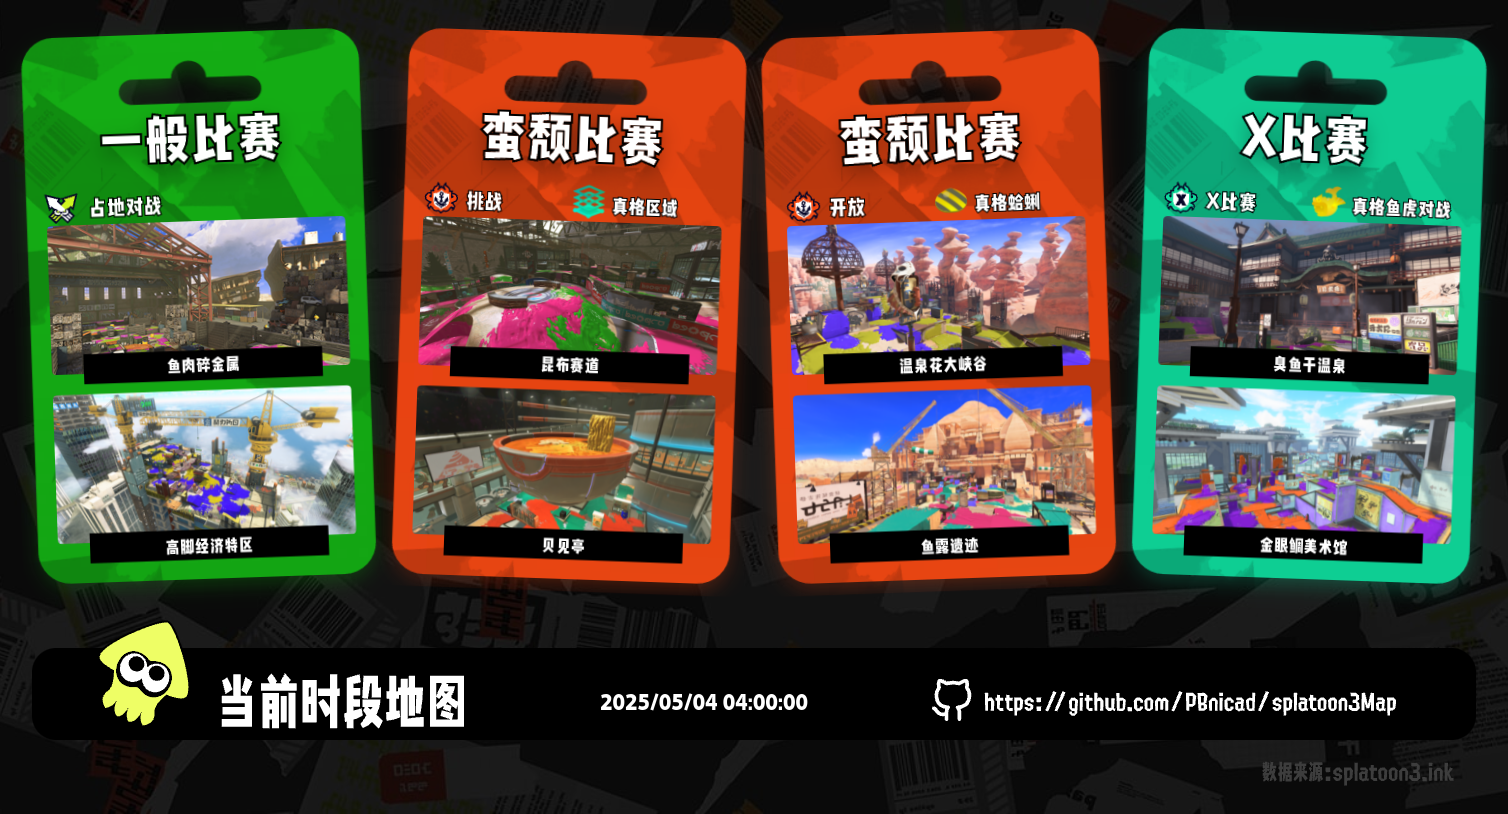 一般比赛
占地对战
鱼肉碎金属
高脚经济特区
蛮颓比赛
挑战
真格区域
昆布赛道
贝见亭
蛮颓比赛
开放
真格蛤蜊
温泉花大峡谷
鱼露遗迹
X比赛
X比赛
真格鱼虎对战
臭鱼干温泉
金眼鲷美术馆
当前时段地图
2025/05/04 04:00:00
https://github.com/PBnicad/splatoon3Map
数据来源:splatoon3.ink